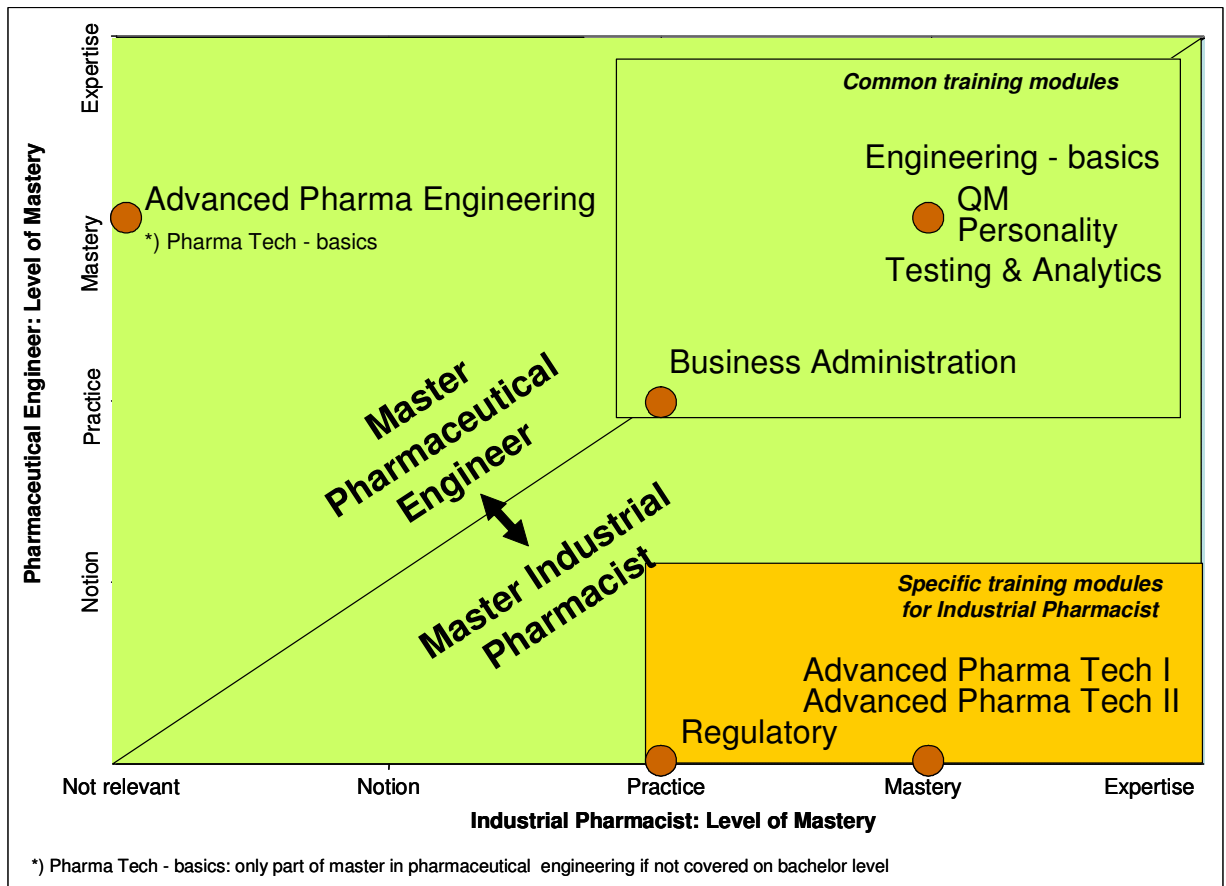 Pharmaceutical Engineer: Level of Mastery
Expertise
Mastery
Practice
Notion
Common training modules
Engineering - basics
QM
Personality
Testing & Analytics
Advanced Pharma Engineering
*) Pharma Tech - basics
Business Administration
Master
Pharmaceutical
Engineer
Master Industrial
Pharmacist
Specific training modules
for Industrial Pharmacist
Advanced Pharma Tech I
Advanced Pharma Tech II
Regulatory
Not relevant
Notion
Practice
Mastery
Expertise
Industrial Pharmacist: Level of Mastery
*) Pharma Tech - basics: only part of master in pharmaceutical engineering if not covered on bachelor level